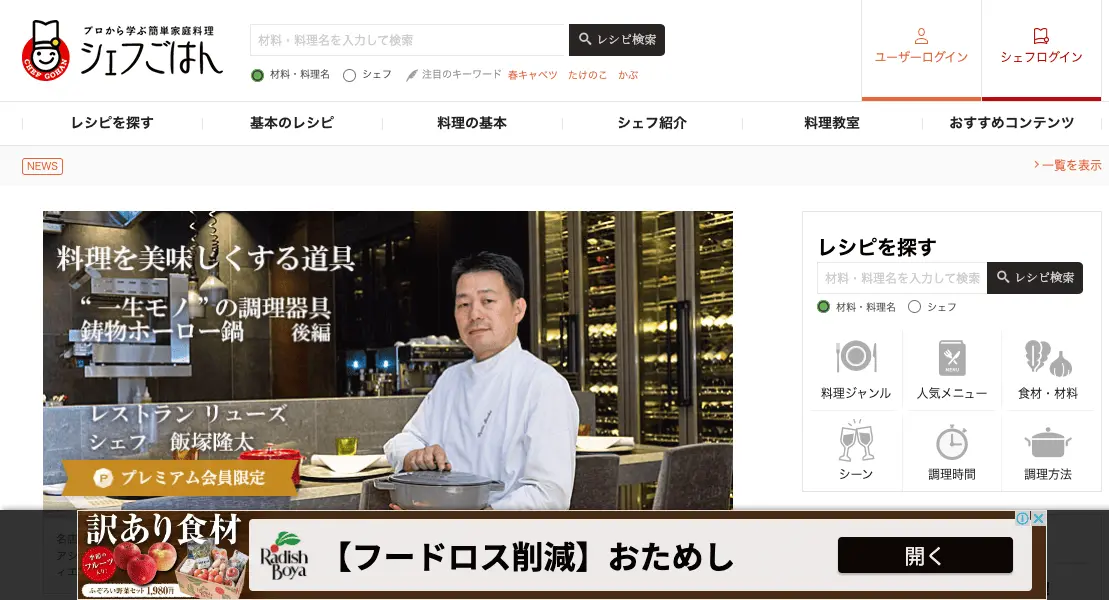 プロから学ぶ簡単家庭料理
シェフごはん
CHEF GOHAN
材料・料理名を入力して検索
レシピ検索
材料・料理名
シェフ
注目のキーワード 春キャベツ たけのこ かぶ
ユーザーログイン
シェフログイン
レシピを探す
基本のレシピ
料理の基本
シェフ紹介
料理教室
おすすめコンテンツ
NEWS
一覧を表示
料理を美味しくする道具
“一生モノ”の調理器具
鋳物ホーロー鍋 後編
レストラン リューズ
シェフ 飯塚隆太
P プレミアム会員限定
レシピを探す
材料・料理名を入力して検索
レシピ検索
材料・料理名
シェフ
料理ジャンル
MENU
人気メニュー
食材・材料
シーン
調理時間
調理方法
訳あり食材
季節の
フルーツ
入り!
ふぞろい野菜セット1,980円
Radish
Boya
【フードロス削減】おためし
開く